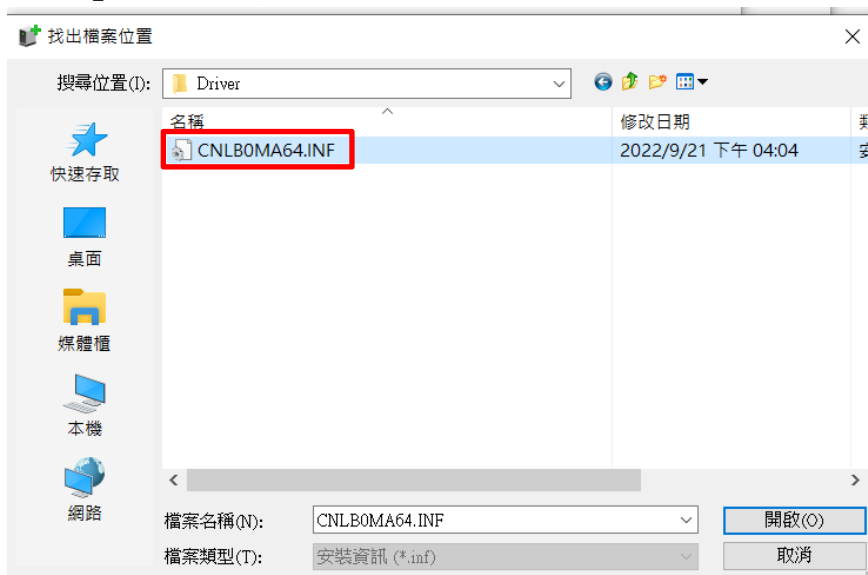 找出檔案位置
搜尋位置(I): Driver
名稱 修改日期
CNLB0MA64.INF 2022/9/21 下午 04:04
快速存取
桌面
媒體櫃
本機
網路
檔案名稱(N): CNLB0MA64.INF 開啟(O)
檔案類型(T): 安裝資訊 (*.inf) 取消